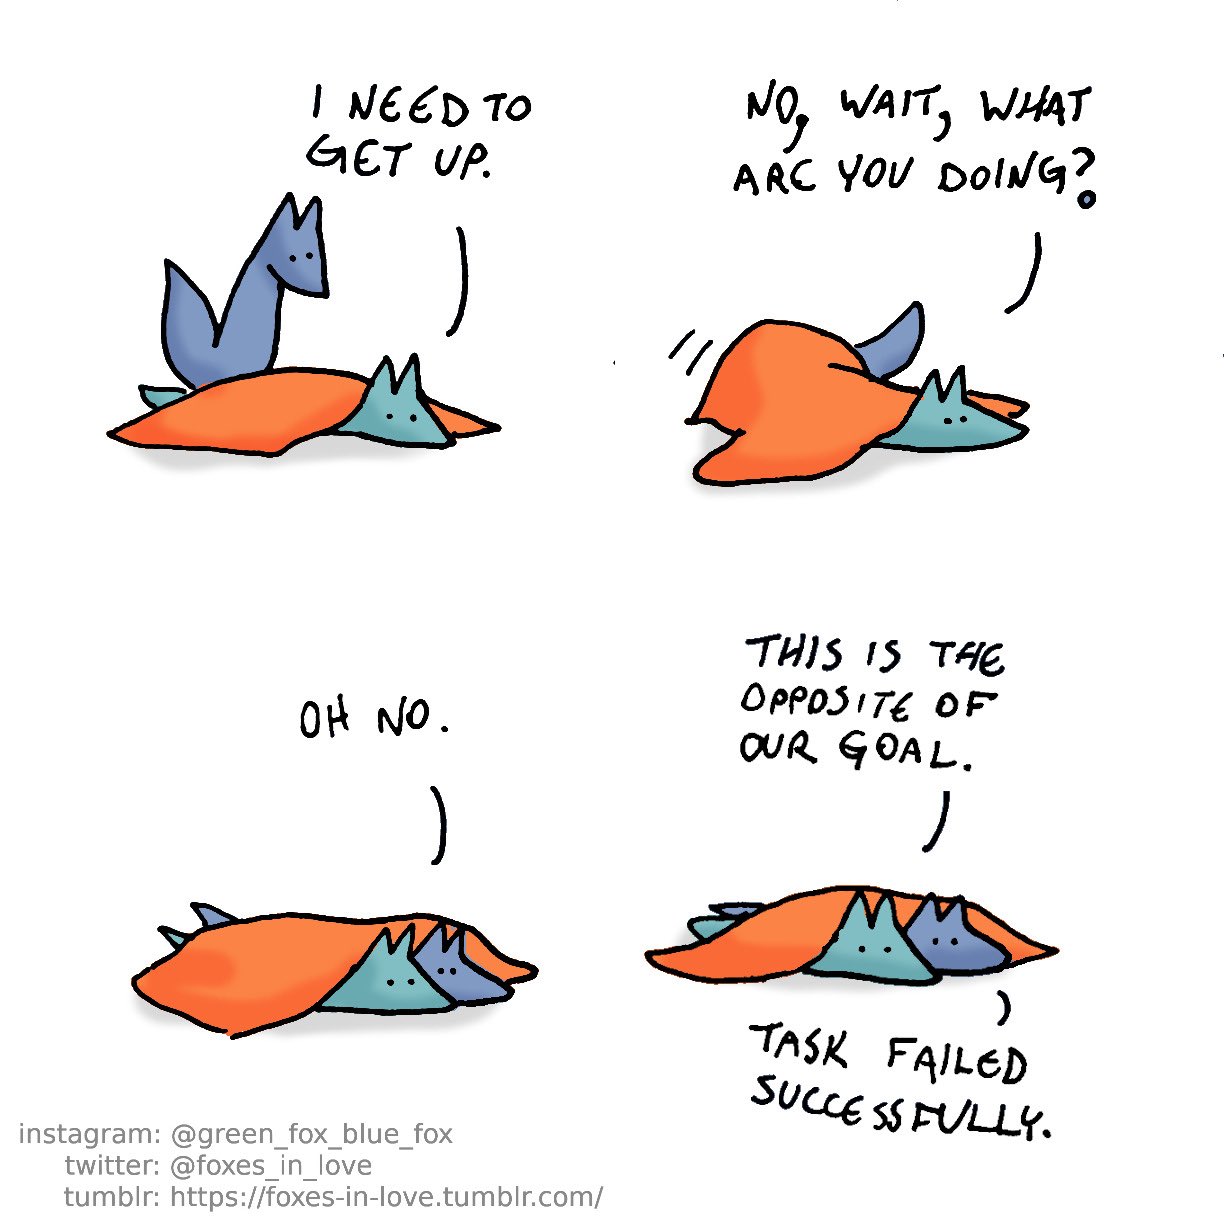 I NEED TO
GET UP.
NO, WAIT, WHAT
ARE YOU DOING?
OH NO.
THIS IS THE
OPPOSITE OF
OUR GOAL.
TASK FAILED
SUCCESSFULLY.
instagram: @green_fox_blue_fox
twitter: @foxes_in_love
tumblr: https://foxes-in-love.tumblr.com/